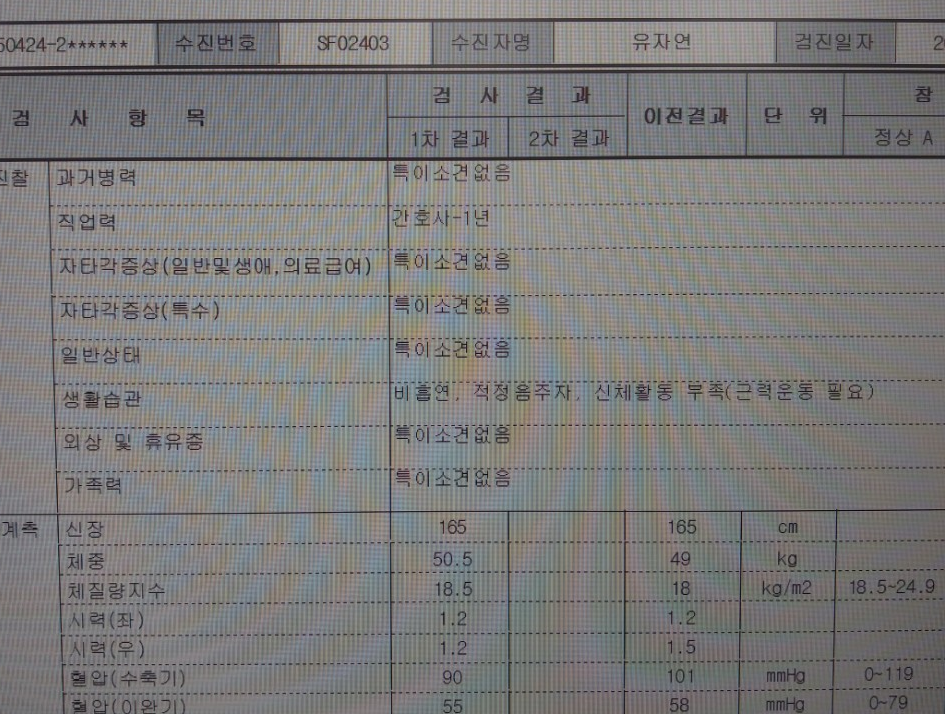 50424-2****** 수진번호 SF02403 수진자명 유자연 검진일자 2
검 사 항 목 검 사 결 과 이전결과 단 위 참
1차 결과 2차 결과 정상 A
진찰 과거병력 특이소견없음
직업력 간호사-1년
자타각증상(일반및생애,의료급여) 특이소견없음
자타각증상(특수) 특이소견없음
일반상태 특이소견없음
생활습관 비흡연, 적정음주자, 신체활동 부족(근력운동 필요)
외상 및 휴유증 특이소견없음
가족력 특이소견없음
계측 신장 165 165 cm
체중 50.5 49 kg
체질량지수 18.5 18 kg/m2 18.5~24.9
시력(좌) 1.2 1.2
시력(우) 1.2 1.5
혈압(수축기) 90 101 mmHg 0~119
혈압(이완기) 55 58 mmHg 0~79